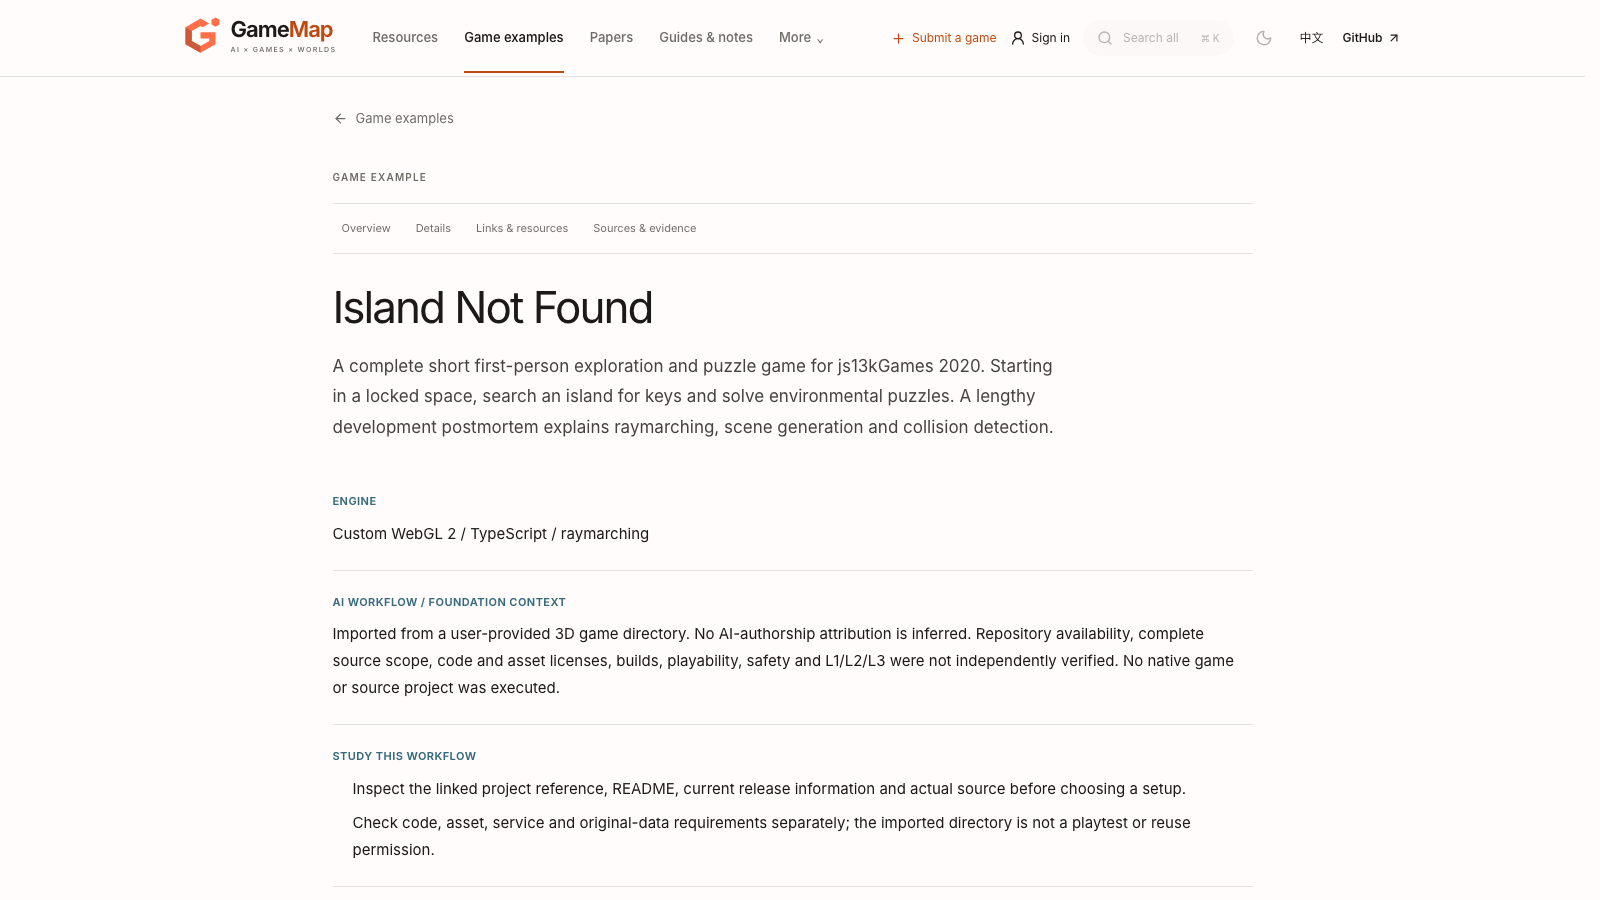 GameMap
AI × GAMES × WORLDS
Resources
Game examples
Papers
Guides & notes
More
Submit a game
Sign in
Search all
⌘ K
中文
GitHub
Game examples
GAME EXAMPLE
Overview
Details
Links & resources
Sources & evidence
Island Not Found
A complete short first-person exploration and puzzle game for js13kGames 2020. Starting
in a locked space, search an island for keys and solve environmental puzzles. A lengthy
development postmortem explains raymarching, scene generation and collision detection.
ENGINE
Custom WebGL 2 / TypeScript / raymarching
AI WORKFLOW / FOUNDATION CONTEXT
Imported from a user-provided 3D game directory. No AI-authorship attribution is inferred. Repository availability, complete
source scope, code and asset licenses, builds, playability, safety and L1/L2/L3 were not independently verified. No native game
or source project was executed.
STUDY THIS WORKFLOW
Inspect the linked project reference, README, current release information and actual source before choosing a setup.
Check code, asset, service and original-data requirements separately; the imported directory is not a playtest or reuse
permission.